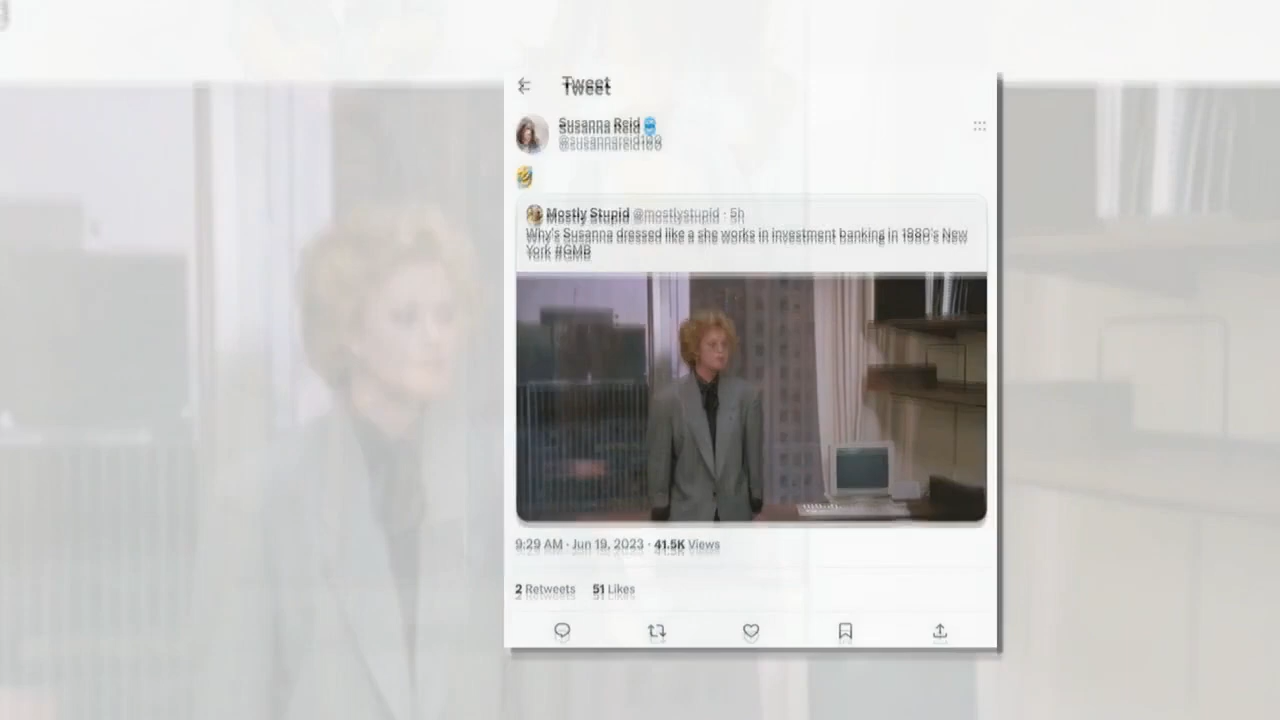 Tweet
Susanna Reid
@susannareid100
Mostly Stupid @mostlystupid · 5h
Why's Susanna dressed like a she works in investment banking in 1980's New
York #GMB
9:29 AM · Jun 19, 2023 · 41.5K Views
2 Retweets 51 Likes